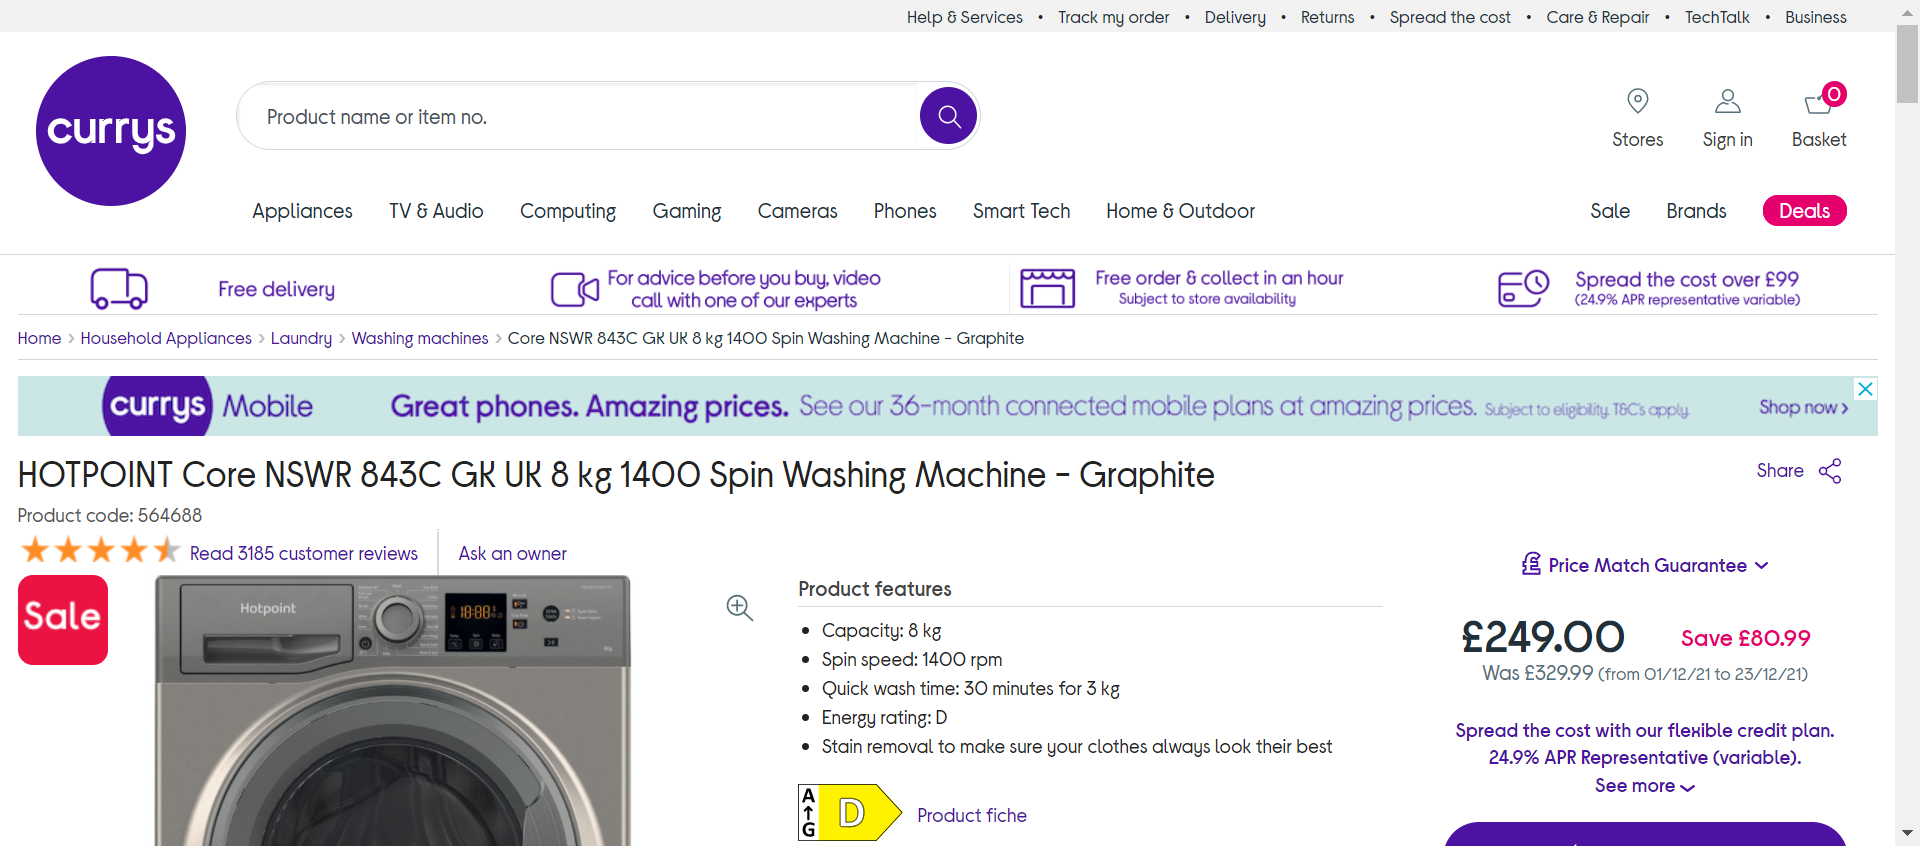 Help & Services • Track my order • Delivery • Returns • Spread the cost • Care & Repair • TechTalk • Business
currys
Product name or item no.
Stores
Sign in
0
Basket
Appliances TV & Audio Computing Gaming Cameras Phones Smart Tech Home & Outdoor Sale Brands Deals
Free delivery
For advice before you buy, video
call with one of our experts
Free order & collect in an hour
Subject to store availability
Spread the cost over £99
(24.9% APR representative variable)
Home > Household Appliances > Laundry > Washing machines > Core NSWR 843C GK UK 8 kg 1400 Spin Washing Machine - Graphite
currys Mobile Great phones. Amazing prices. See our 36-month connected mobile plans at amazing prices. Subject to eligibility. T&C's apply. Shop now >
HOTPOINT Core NSWR 843C GK UK 8 kg 1400 Spin Washing Machine - Graphite
Share
Product code: 564688
Read 3185 customer reviews
Ask an owner
Sale
Hotpoint
18:88
Product features
• Capacity: 8 kg
• Spin speed: 1400 rpm
• Quick wash time: 30 minutes for 3 kg
• Energy rating: D
• Stain removal to make sure your clothes always look their best
A
G
D
Product fiche
Price Match Guarantee
£249.00
Save £80.99
Was £329.99 (from 01/12/21 to 23/12/21)
Spread the cost with our flexible credit plan.
24.9% APR Representative (variable).
See more